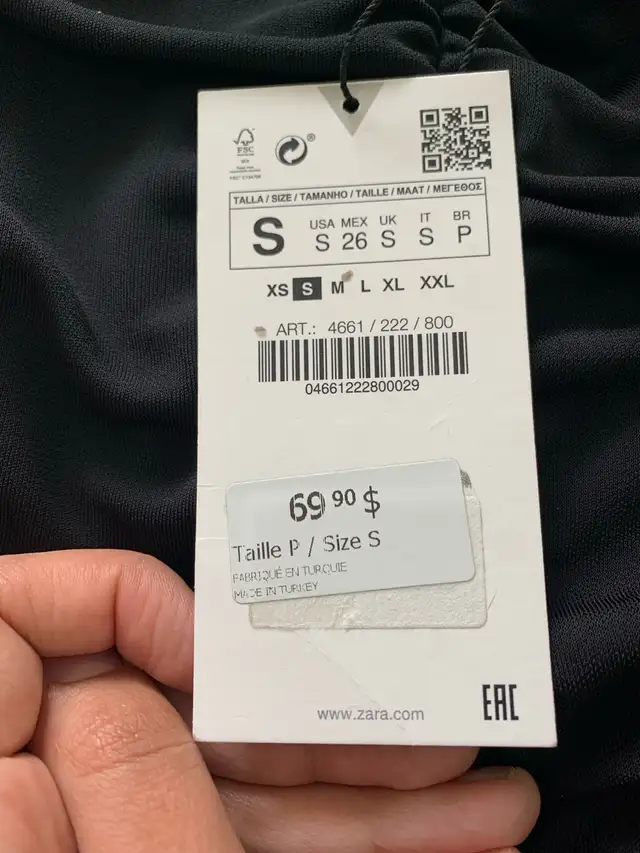 FSC
®
TALLA / SIZE / TAMANHO / TAILLE / MAAT / ΜΕΓΕΘΟΣ
S
USA MEX UK IT BR
S 26 S S P
XS S M L XL XXL
ART.: 4661 / 222 / 800
04661222800029
69 90 $
Taille P / Size S
FABRIQUÉ EN TURQUIE
MADE IN TURKEY
www.zara.com
EAC